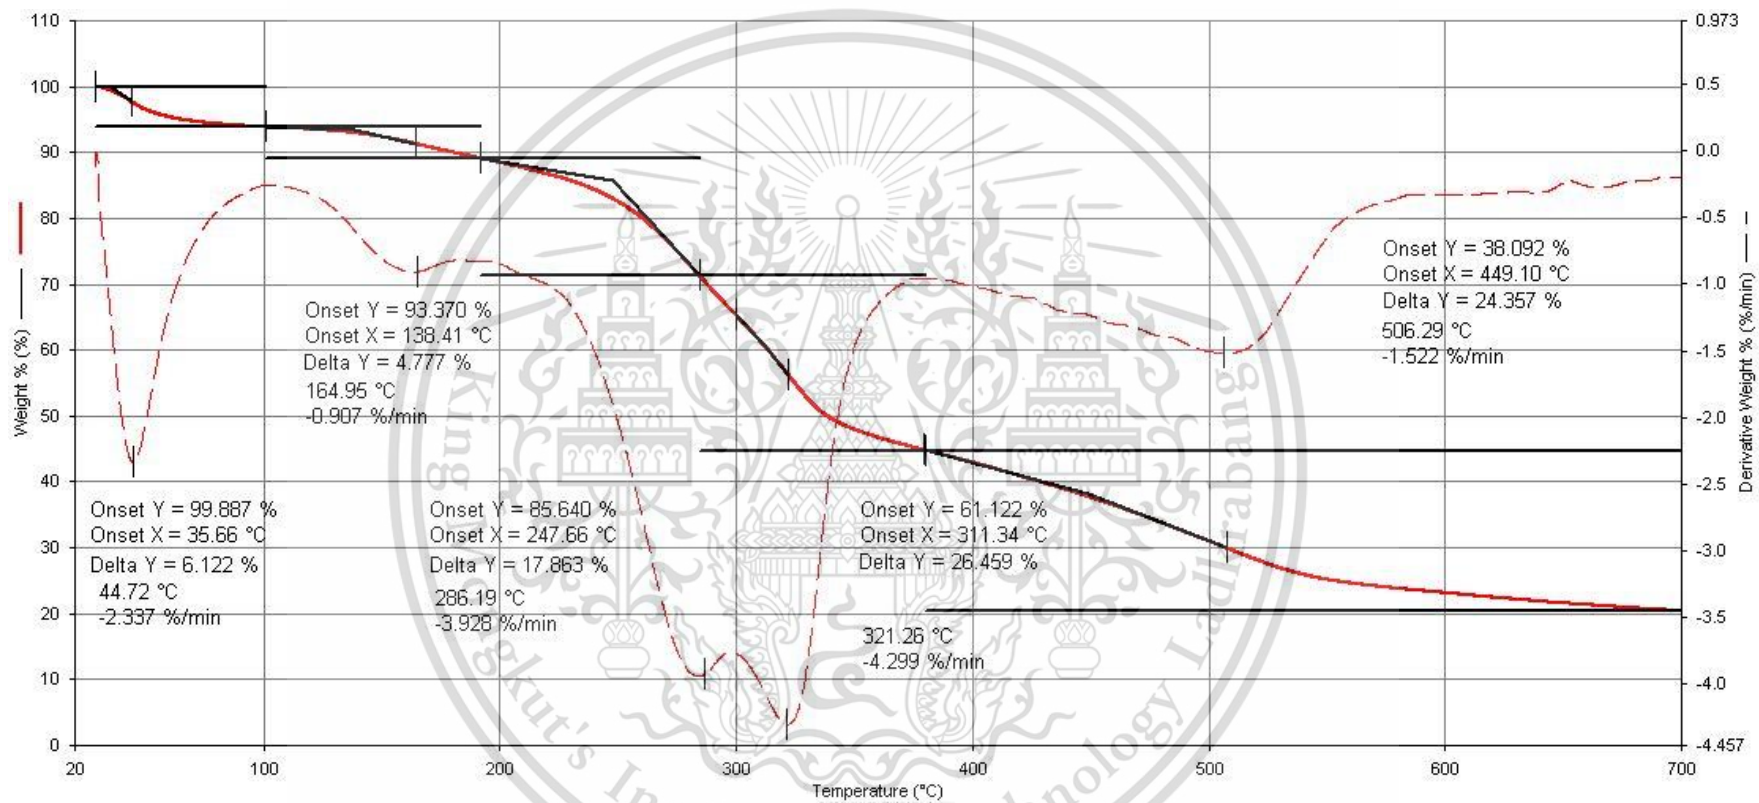 110
100
90
80
70
60
50
40
30
20
10
0
Weight % (%)
0.973
0.5
0.0
-0.5
-1.0
-1.5
-2.0
-2.5
-3.0
-3.5
-4.0
-4.457
Derivative Weight % (%/min)
Onset Y = 99.887 %
Onset X = 35.66 °C
Delta Y = 6.122 %
44.72 °C
-2.337 %/min
Onset Y = 93.370 %
Onset X = 138.41 °C
Delta Y = 4.777 %
164.95 °C
-0.907 %/min
Onset Y = 85.640 %
Onset X = 247.66 °C
Delta Y = 17.863 %
286.19 °C
-3.928 %/min
Onset Y = 61.122 %
Onset X = 311.34 °C
Delta Y = 26.459 %
321.26 °C
-4.299 %/min
Onset Y = 38.092 %
Onset X = 449.10 °C
Delta Y = 24.357 %
506.29 °C
-1.522 %/min
20
100
200
300
400
500
600
700
Temperature (°C)
King